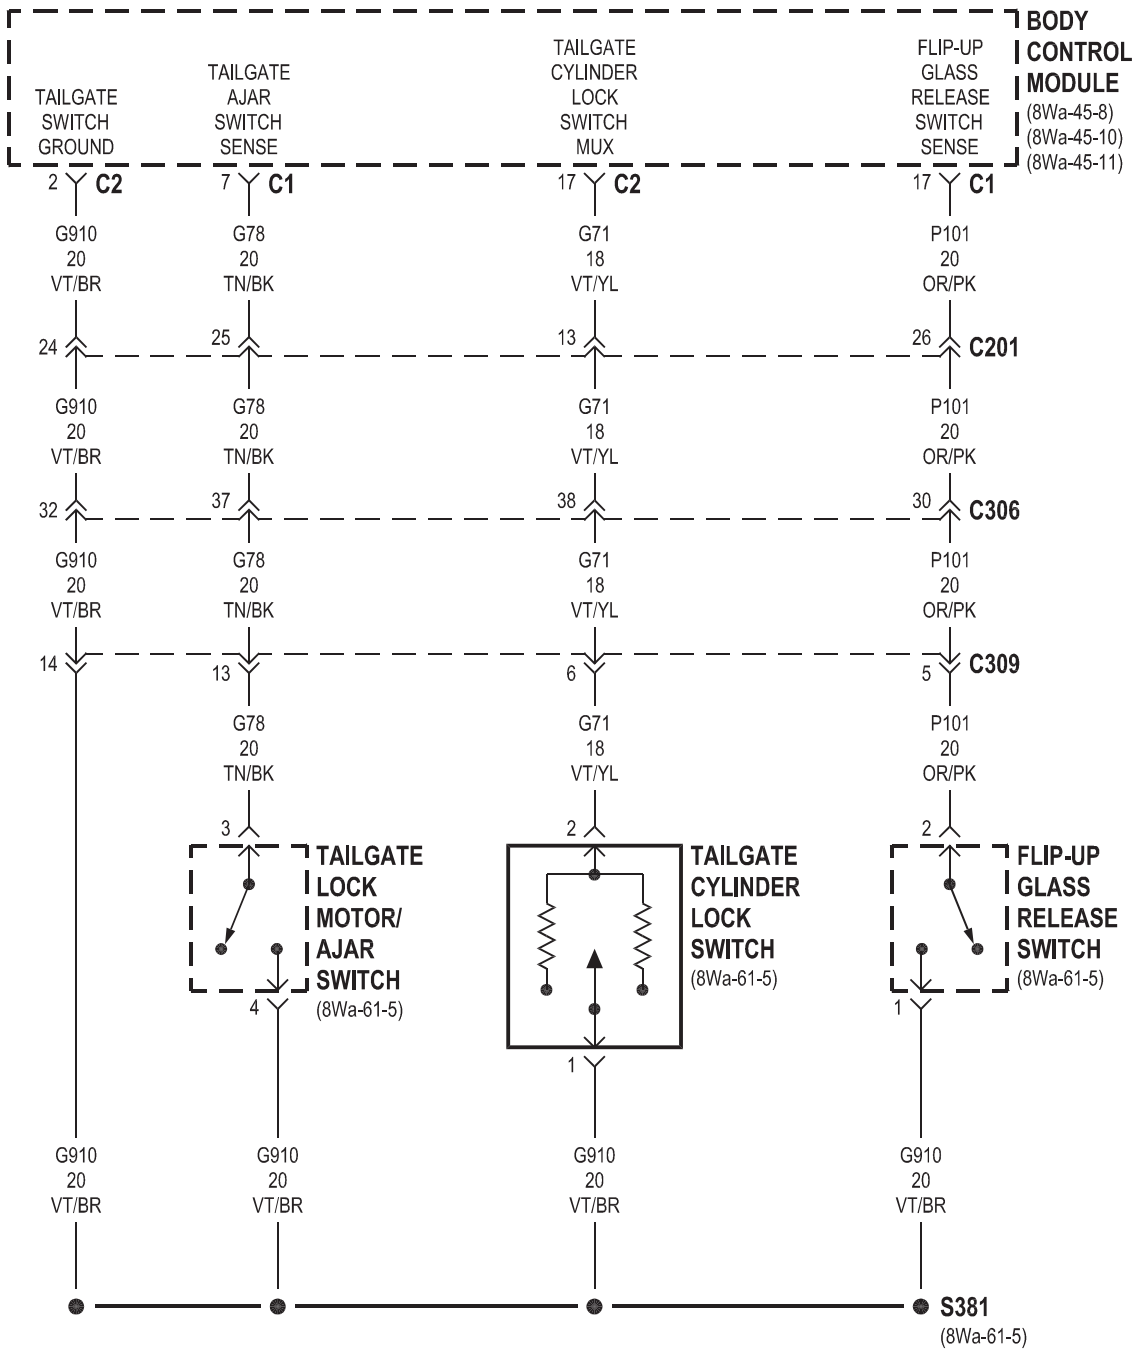 BODY
CONTROL
MODULE
(8Wa-45-8)
(8Wa-45-10)
(8Wa-45-11)
TAILGATE
SWITCH
GROUND
TAILGATE
AJAR
SWITCH
SENSE
TAILGATE
CYLINDER
LOCK
SWITCH
MUX
FLIP-UP
GLASS
RELEASE
SWITCH
SENSE
2 C2 7 C1 17 C2 17 C1
G910 G78 G71 P101
20 20 18 20
VT/BR TN/BK VT/YL OR/PK
24 25 13 26 C201
G910 G78 G71 P101
20 20 18 20
VT/BR TN/BK VT/YL OR/PK
32 37 38 30 C306
G910 G78 G71 P101
20 20 18 20
VT/BR TN/BK VT/YL OR/PK
14 13 6 5 C309
G78 G71 P101
20 18 20
TN/BK VT/YL OR/PK
3 2 2
TAILGATE
LOCK
MOTOR/
AJAR
SWITCH
(8Wa-61-5)
TAILGATE
CYLINDER
LOCK
SWITCH
(8Wa-61-5)
FLIP-UP
GLASS
RELEASE
SWITCH
(8Wa-61-5)
4 1 1
G910 G910 G910 G910
20 20 20 20
VT/BR VT/BR VT/BR VT/BR
S381
(8Wa-61-5)